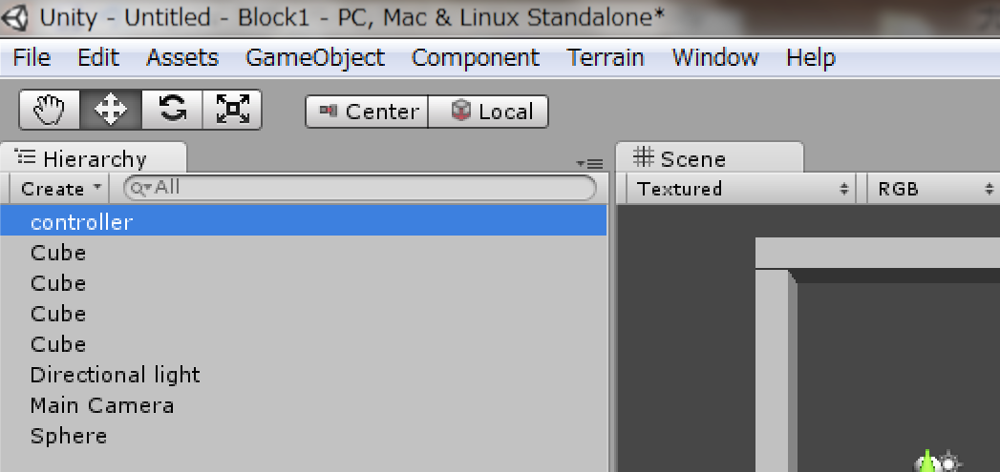 Unity - Untitled - Block1 - PC, Mac & Linux Standalone*
File Edit Assets GameObject Component Terrain Window Help
Center Local
Hierarchy
Scene
Create All
Textured RGB
controller
Cube
Cube
Cube
Cube
Directional light
Main Camera
Sphere